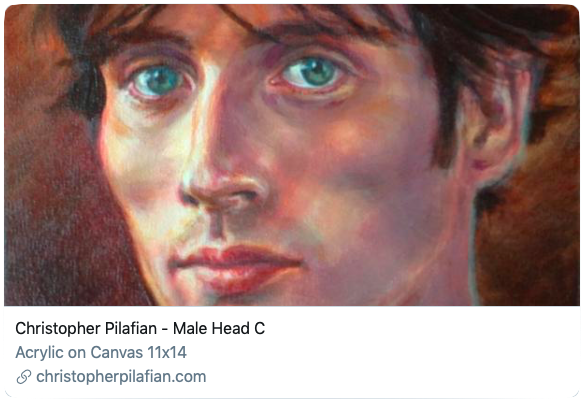 Christopher Pilafian - Male Head C
Acrylic on Canvas 11x14
christopherpilafian.com